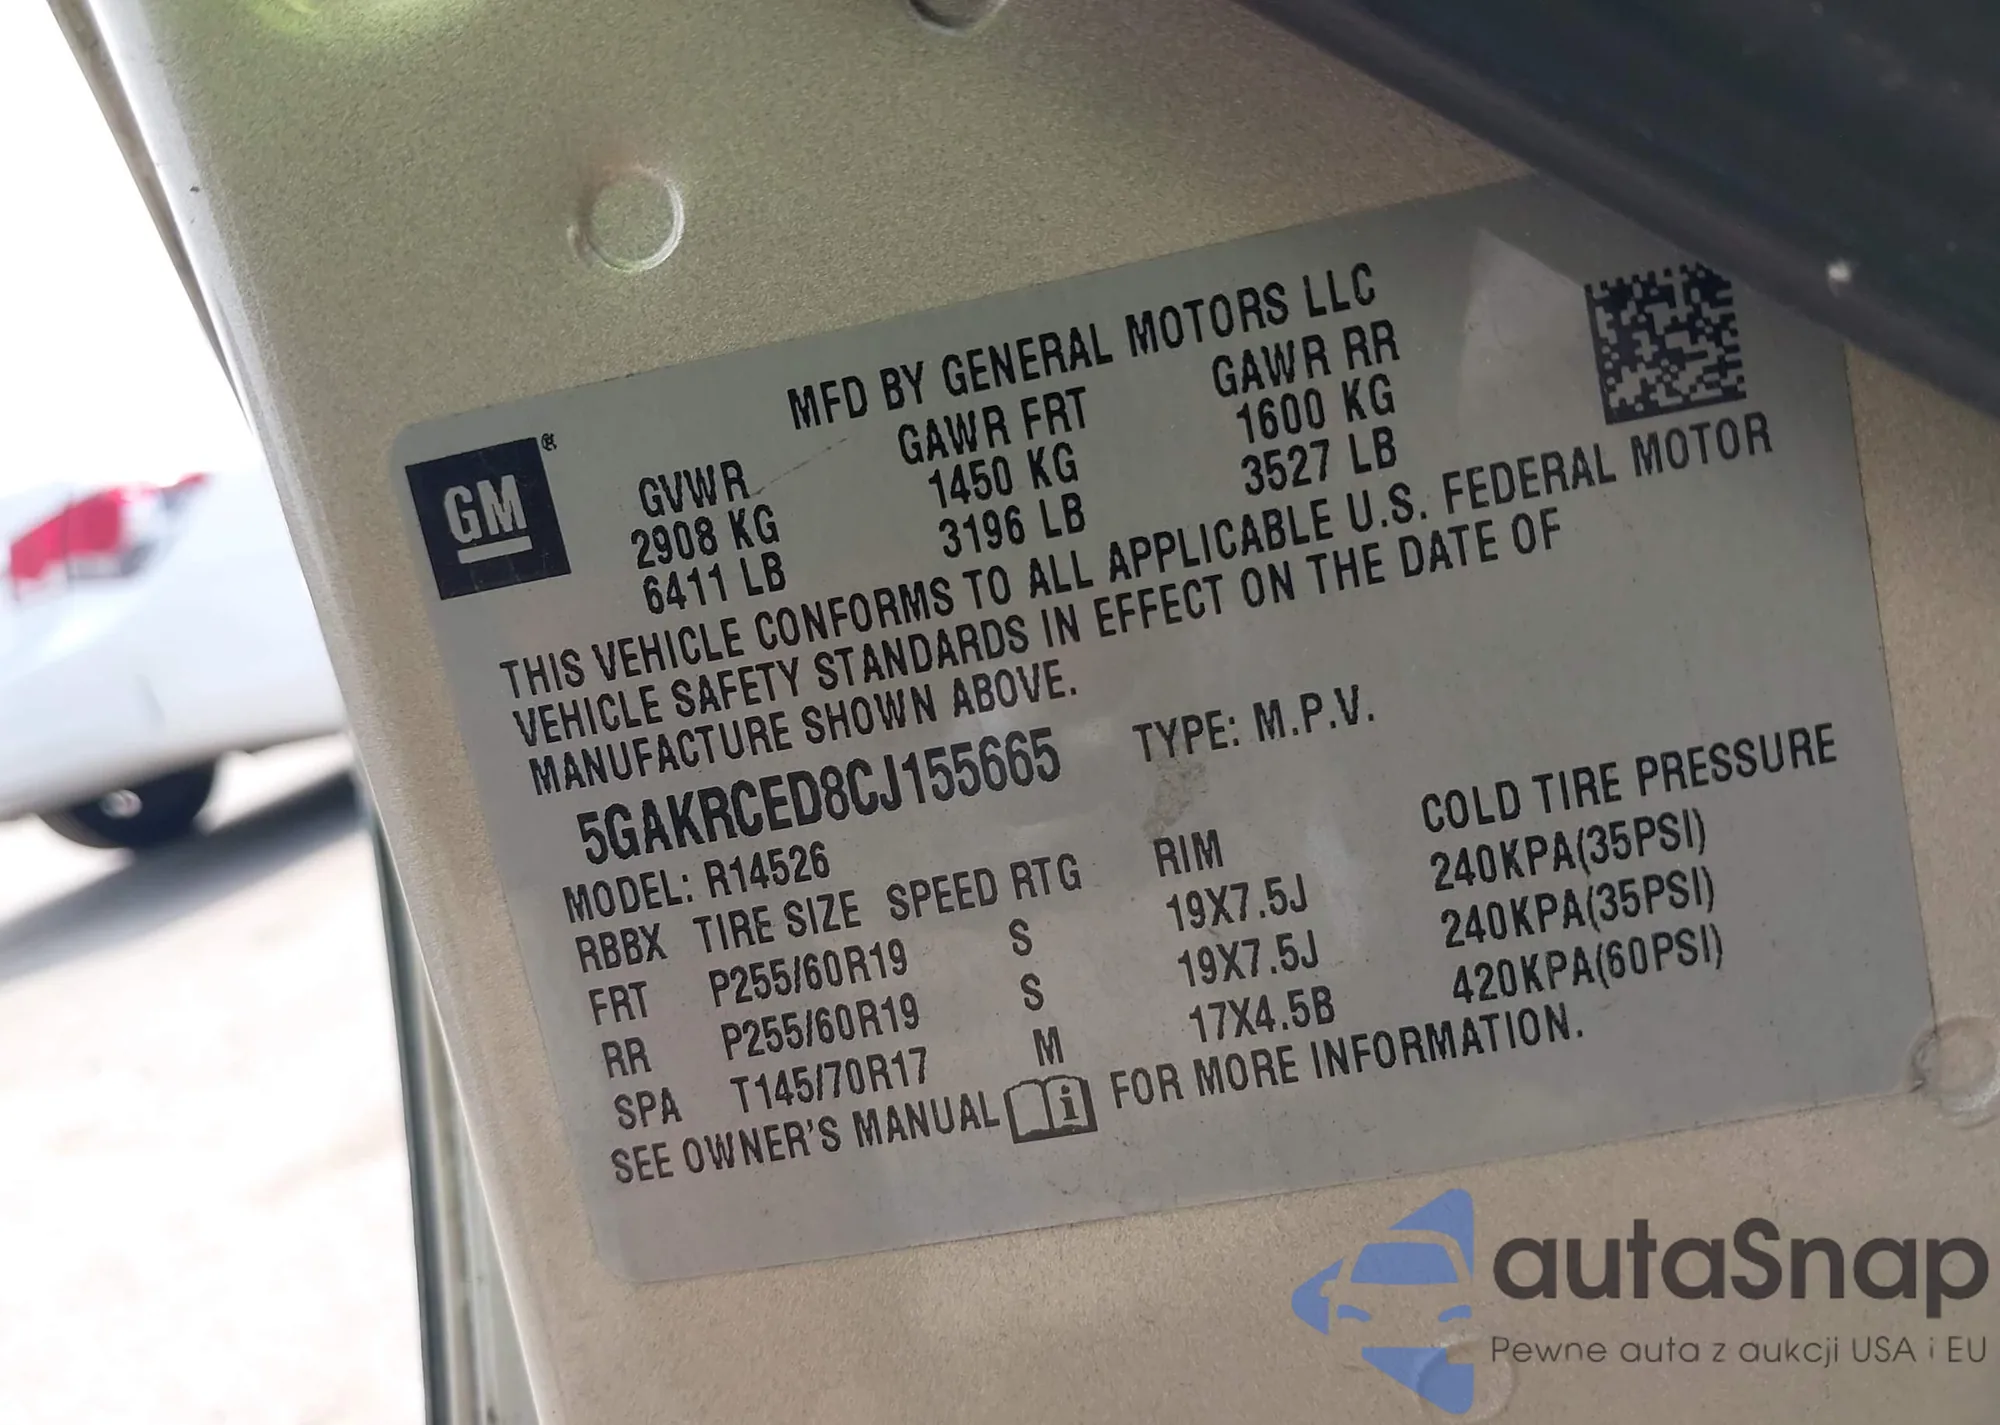 MFD BY GENERAL MOTORS LLC
GM®
GVWR GAWR FRT GAWR RR
2908 KG 1450 KG 1600 KG
6411 LB 3196 LB 3527 LB
THIS VEHICLE CONFORMS TO ALL APPLICABLE U.S. FEDERAL MOTOR
VEHICLE SAFETY STANDARDS IN EFFECT ON THE DATE OF
MANUFACTURE SHOWN ABOVE.
5GAKRCED8CJ155665 TYPE: M.P.V.
MODEL: R14526
RBBX TIRE SIZE SPEED RTG RIM COLD TIRE PRESSURE
FRT P255/60R19 S 19X7.5J 240KPA(35PSI)
RR P255/60R19 S 19X7.5J 240KPA(35PSI)
SPA T145/70R17 M 17X4.5B 420KPA(60PSI)
SEE OWNER'S MANUAL i FOR MORE INFORMATION.
autaSnap
Pewne auta z aukcji USA i EU